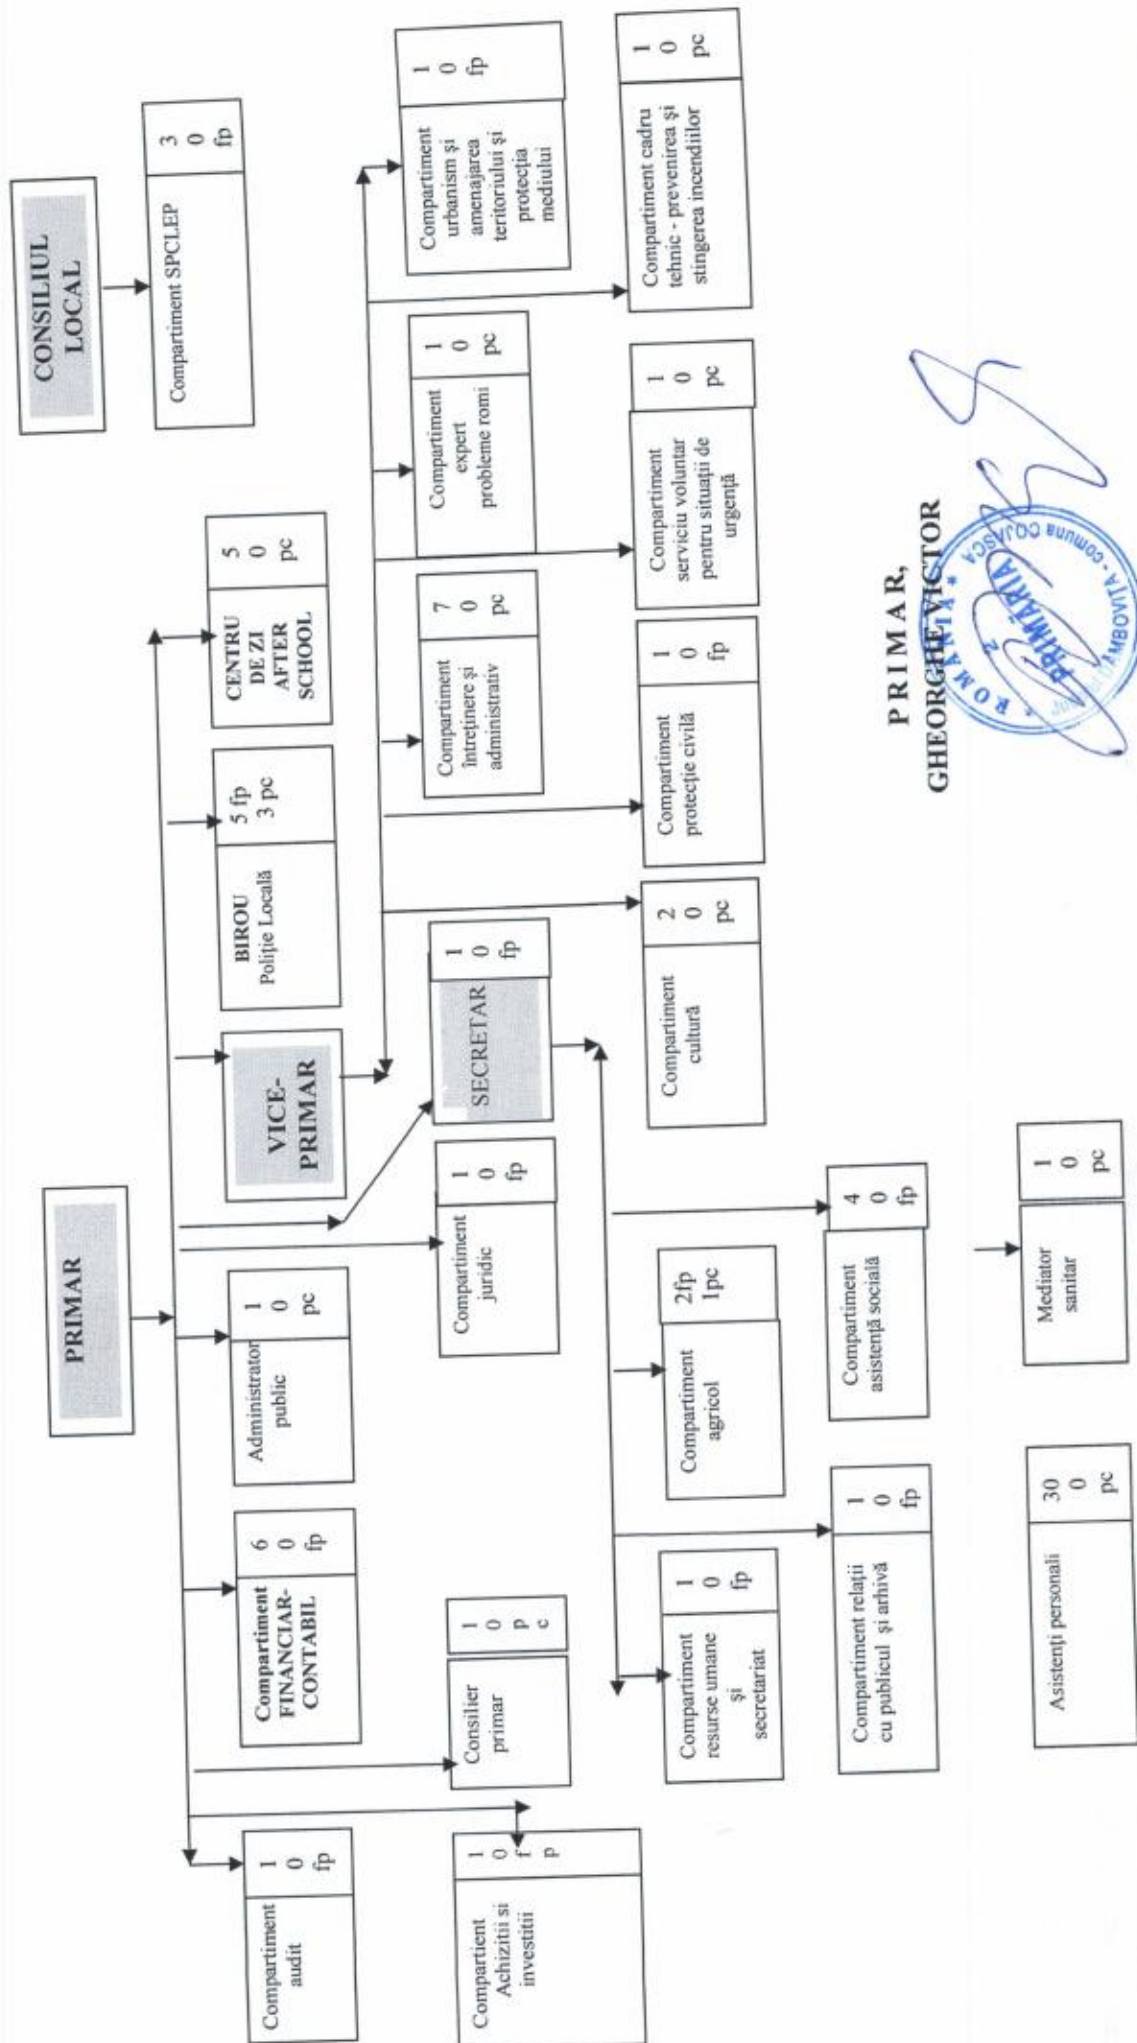 CONSILIUL
LOCAL
Compartiment SPCLEP
3
0
fp
PRIMAR
Compartiment
audit
1
0
fp
Compartiment
FINANCIAR-
CONTABIL
6
0
fp
Administrator
public
1
0
pc
VICE-
PRIMAR
BIROU
Poliție Locală
5 fp
3 pc
CENTRU
DE ZI
AFTER
SCHOOL
5
0
pc
Compartient
Achizitii si
investitii
1
0
f
p
Consilier
primar
1
0
p
c
Compartiment
juridic
1
0
fp
SECRETAR
1
0
fp
Compartiment
întreținere și
administrativ
7
0
pc
Compartiment
expert
probleme romi
1
0
pc
Compartiment
urbanism și
amenajarea
teritoriului și
protecția
mediului
1
0
fp
Compartiment
resurse umane
și
secretariat
1
0
fp
Compartiment
agricol
2fp
1pc
Compartiment
cultură
2
0
pc
Compartiment
protecție civilă
1
0
fp
Compartiment
serviciu voluntar
pentru situații de
urgență
1
0
pc
Compartiment cadru
tehnic - prevenirea și
stingerea incendiilor
1
0
pc
Compartiment relații
cu publicul și arhivă
1
0
fp
Compartiment
asistență socială
4
0
fp
Asistenți personali
30
0
pc
Mediator
sanitar
1
0
pc
PRIMAR,
GHEORGHE VICTOR
* ROMANIA *
2
PRIMĂRIA
DÂMBOVIȚA - comuna COJASCA